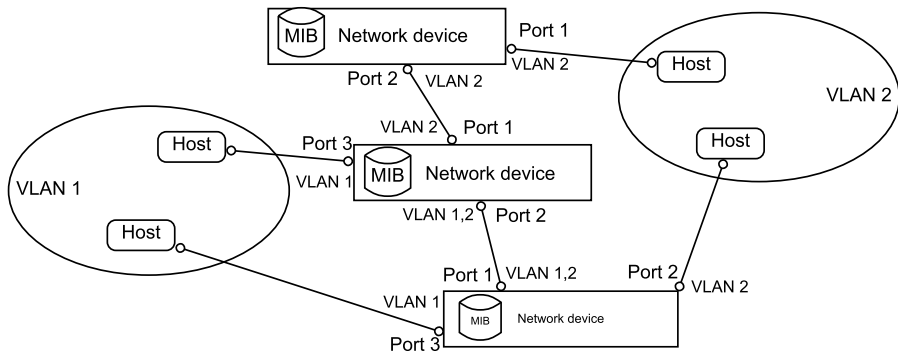 MIB Network device
Port 1
VLAN 2
Host
Port 2
VLAN 2
VLAN 2
Host
VLAN 2
Port 1
Host
Port 3
VLAN 1
MIB Network device
VLAN 1
VLAN 1,2
Port 2
Host
Port 1
VLAN 1,2
Port 2
VLAN 2
VLAN 1
Port 3
MIB Network device